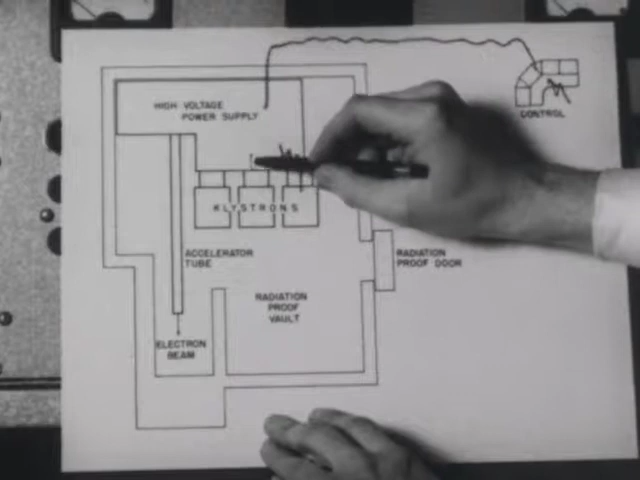 HIGH VOLTAGE
POWER SUPPLY
CONTROL
KLYSTRONS
ACCELERATOR
TUBE
RADIATION
PROOF DOOR
RADIATION
PROOF
VAULT
ELECTRON
BEAM